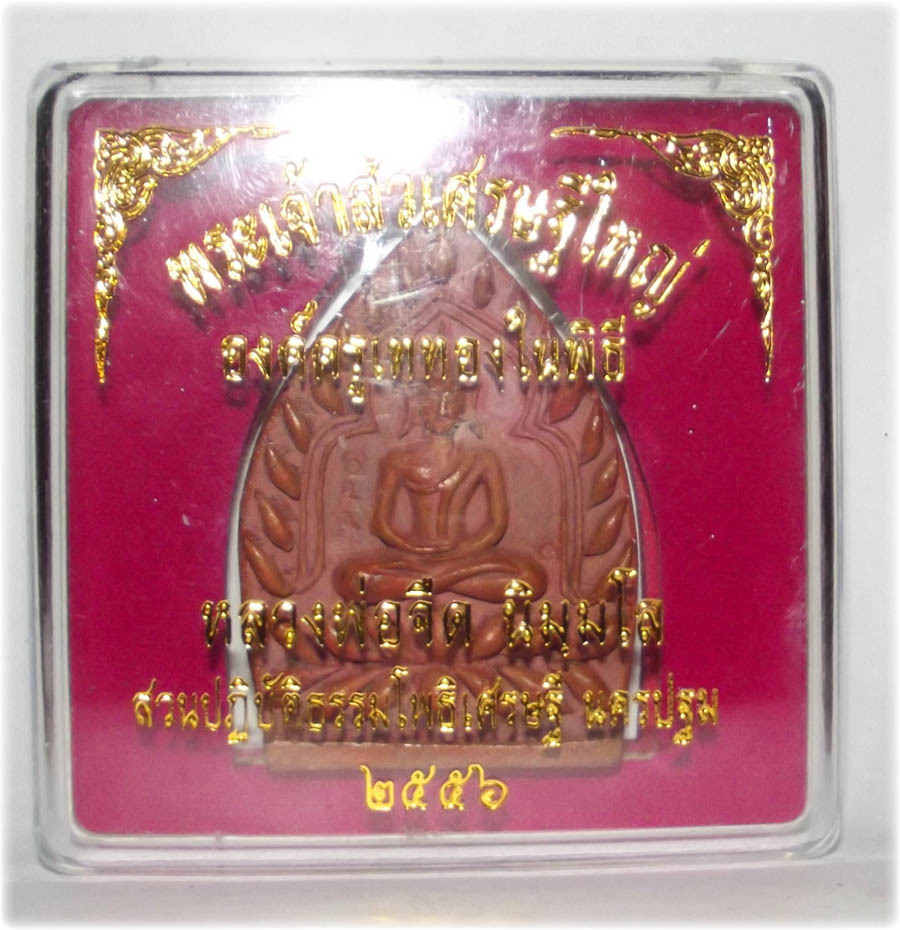 พระเจ้าสัวเศรษฐีใหญ่
องค์ครูเททองในพิธี
หลวงพ่อจืด นิมฺมโล
สวนปฏิบัติธรรมโพธิเศรษฐี นครปฐม
๒๕๕๖